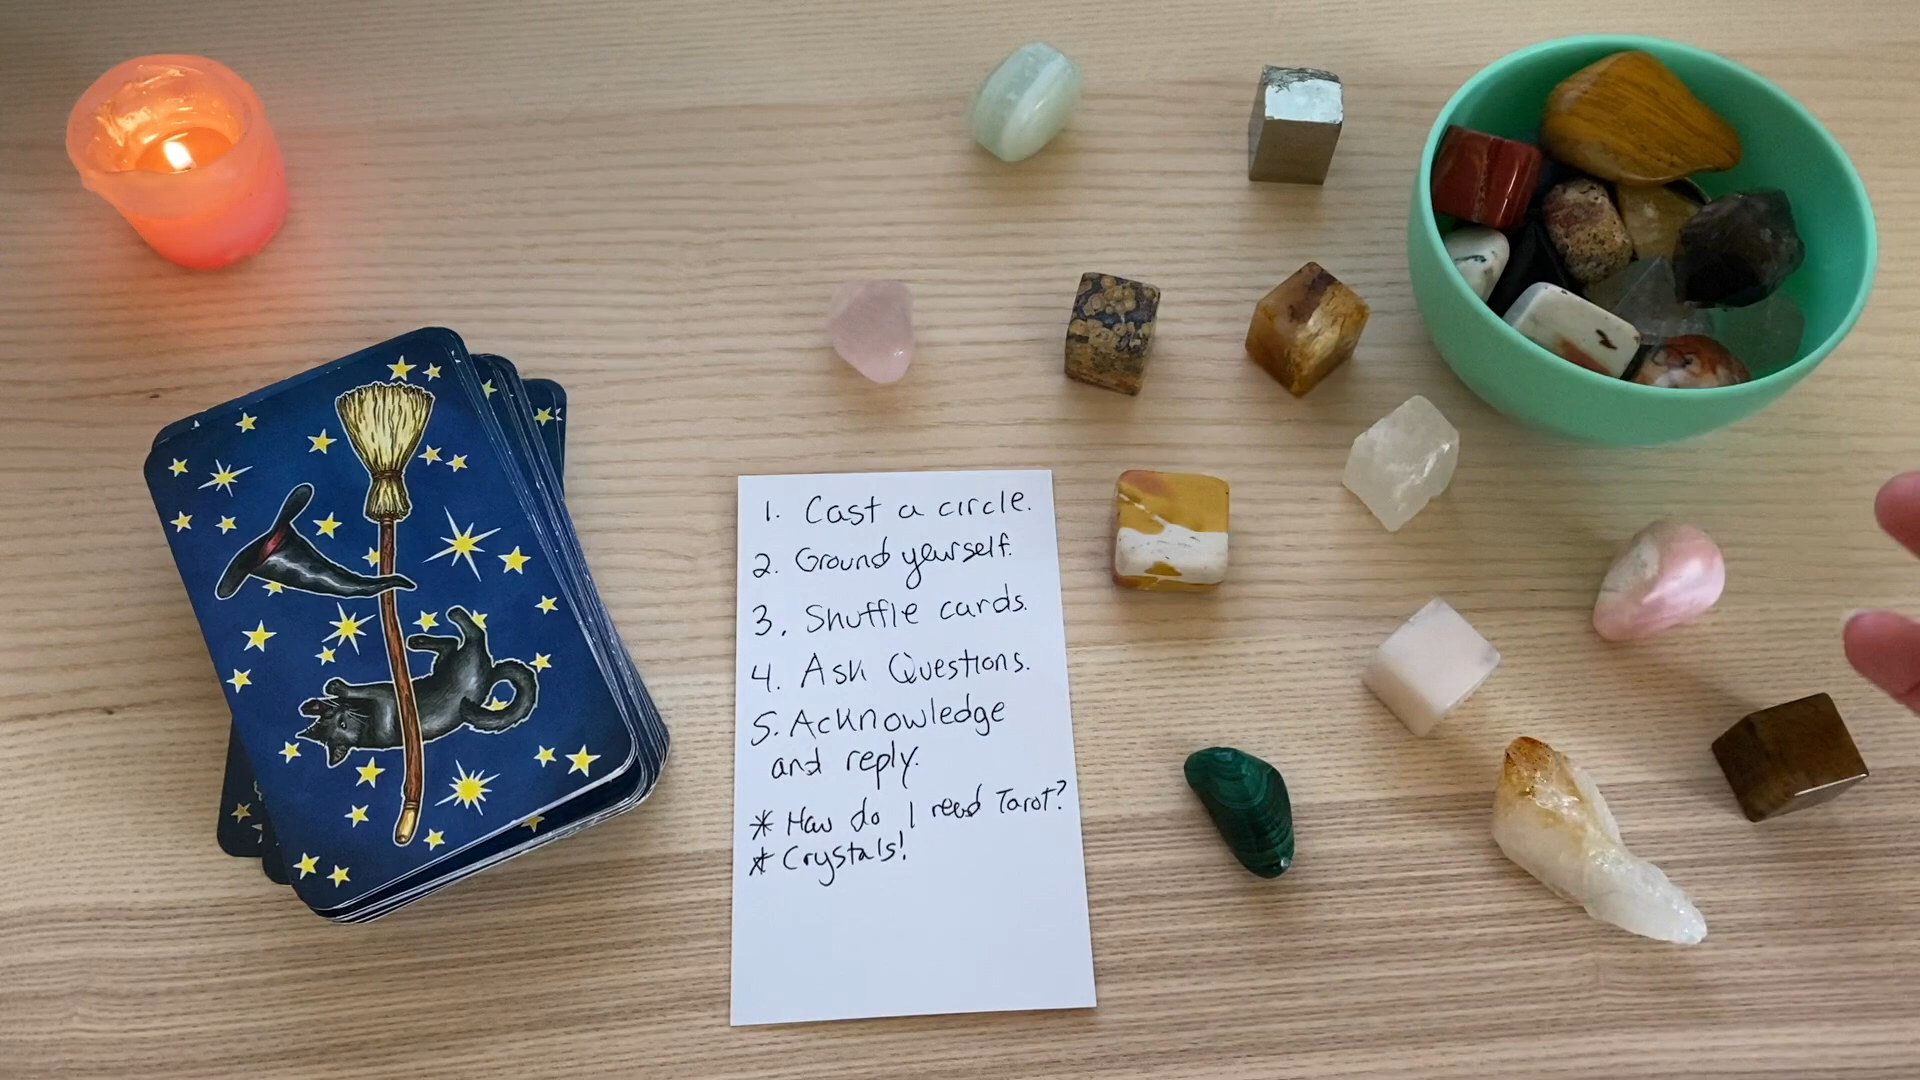 1. Cast a circle.
2. Ground yourself.
3. Shuffle cards.
4. Ask Questions.
5. Acknowledge
and reply.
* How do I read Tarot?
* Crystals!